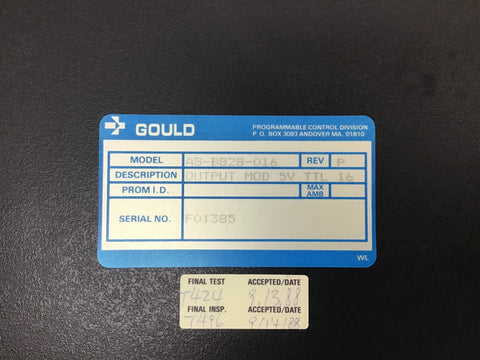 GOULD
PROGRAMMABLE CONTROL DIVISION
P. O. BOX 3083 ANDOVER MA. 01810
MODEL AS-B828-016 REV P
DESCRIPTION OUTPUT MOD 5V TTL 16
PROM I.D. MAX AMB
SERIAL NO. F01385
WL
FINAL TEST ACCEPTED/DATE
T424 9.13.88
FINAL INSP. ACCEPTED/DATE
T496 9/14/88